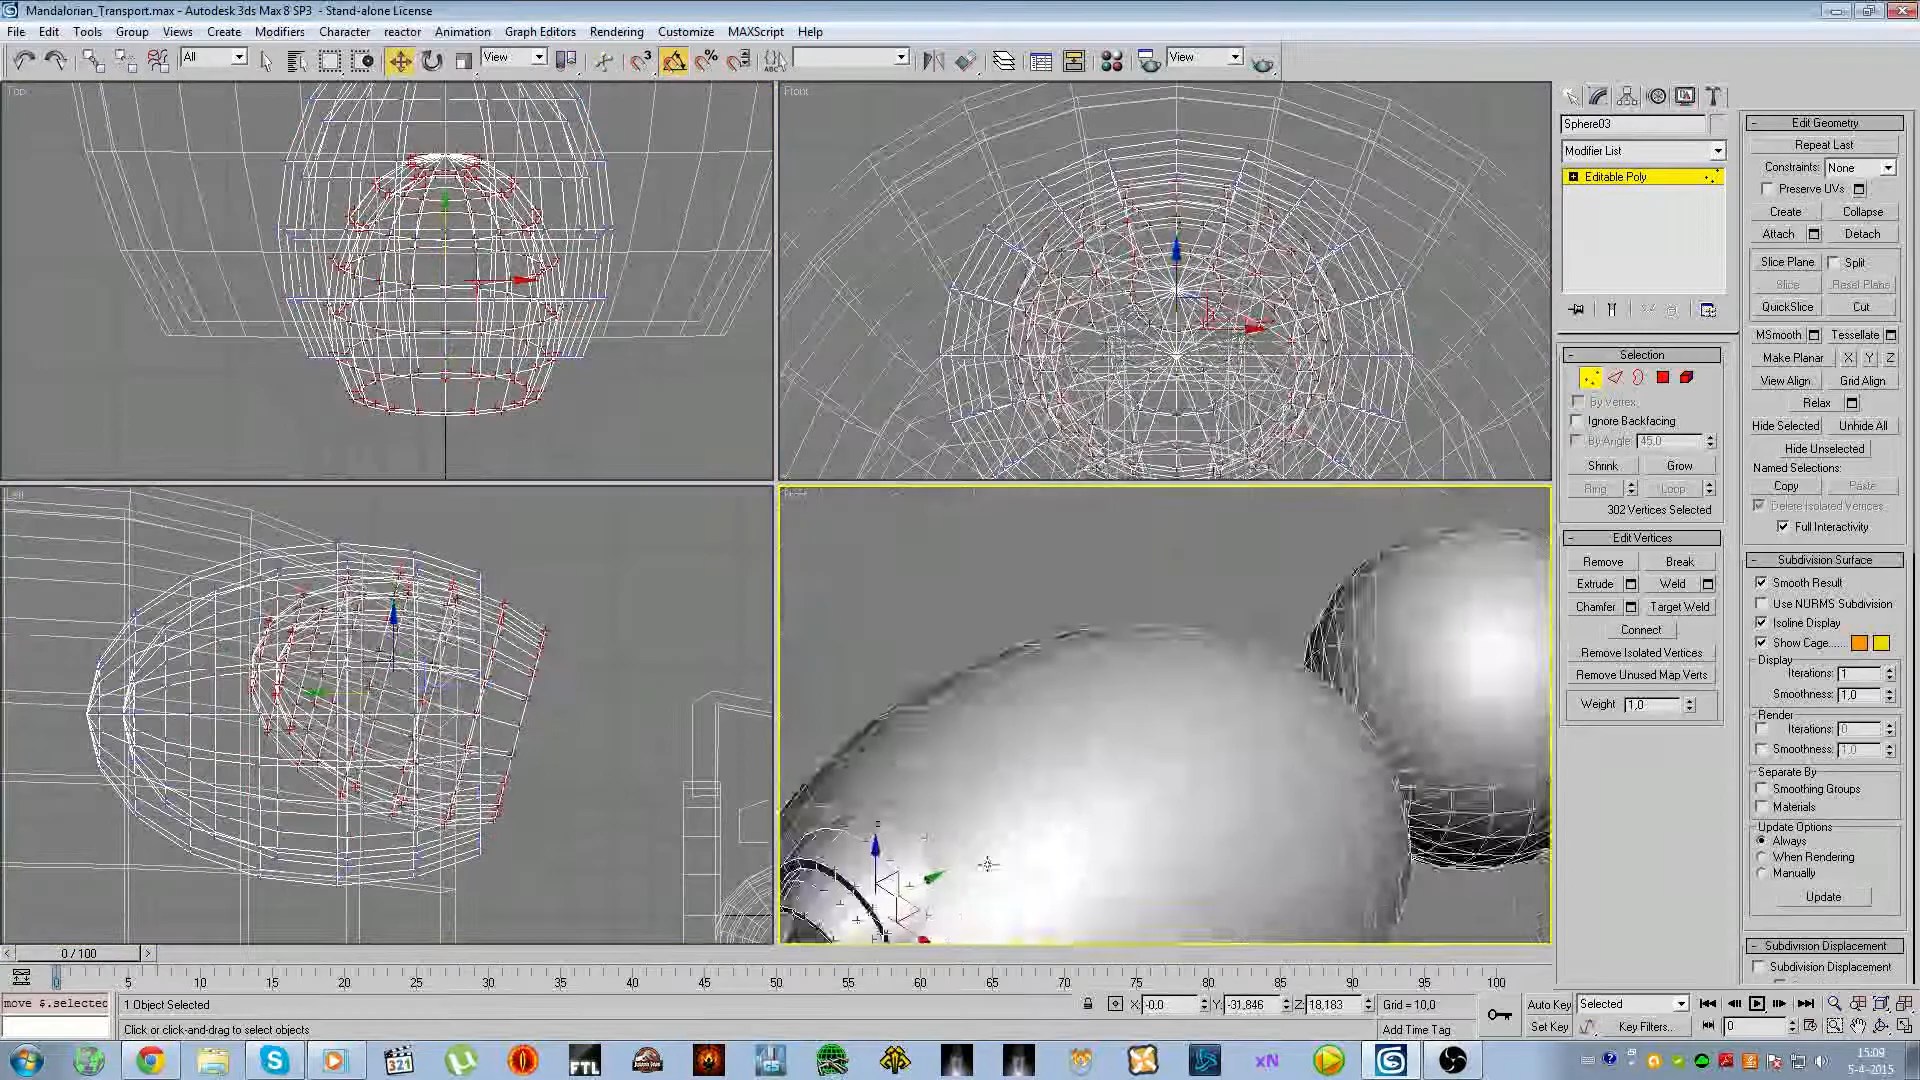 Mandalorian_Transport.max - Autodesk 3ds Max 8 SP3 - Stand-alone License
File Edit Tools Group Views Create Modifiers Character reactor Animation Graph Editors Rendering Customize MAXScript Help
All
View
3
%
ABC
View
Top
Front
Left
Sphere03
Modifier List
Editable Poly
Selection
By Vertex
Ignore Backfacing
By Angle: 45.0
Shrink Grow
Ring Loop
302 Vertices Selected
Edit Vertices
Remove Break
Extrude Weld
Chamfer Target Weld
Connect
Remove Isolated Vertices
Remove Unused Map Verts
Weight: 1,0
Edit Geometry
Repeat Last
Constraints: None
Preserve UVs
Create Collapse
Attach Detach
Slice Plane Split
Slice Reset Plane
QuickSlice Cut
MSmooth Tessellate
Make Planar X Y Z
View Align Grid Align
Relax
Hide Selected Unhide All
Hide Unselected
Named Selections:
Copy Paste
Delete Isolated Vertices
Full Interactivity
Subdivision Surface
Smooth Result
Use NURMS Subdivision
Isoline Display
Show Cage......
Display
Iterations: 1
Smoothness: 1,0
Render
Iterations: 0
Smoothness: 1,0
Separate By
Smoothing Groups
Materials
Update Options
Always
When Rendering
Manually
Update
Subdivision Displacement
Subdivision Displacement
0 / 100
0 5 10 15 20 25 30 35 40 45 50 55 60 65 70 75 80 85 90 95 100
move $.selected
1 Object Selected
X: -0,0 Y: -31,846 Z: 18,183 Grid = 10,0
Auto Key Selected
Click or click-and-drag to select objects
Add Time Tag
Set Key Key Filters...
0
321
FTL
xN
15:09
5-4-2015